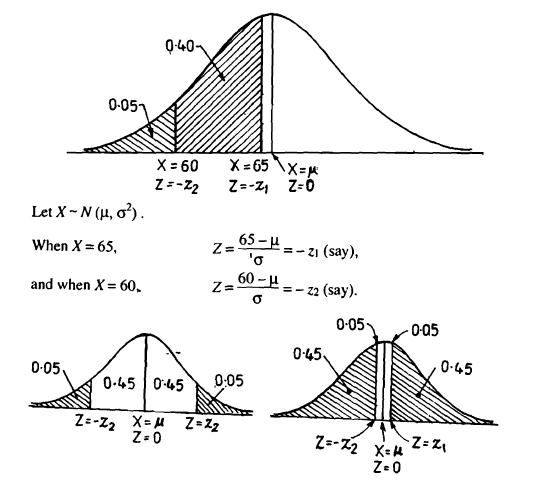 0·40
0·05
X=60 X=65 X=μ
Z=-z₂ Z=-z₁ Z=0
Let X ~ N (μ, σ²).
When X = 65, Z = (65 – μ)/σ = – z₁ (say),
and when X = 60, Z = (60 – μ)/σ = – z₂ (say).
0·05 0·45 0·45 0·05
Z=-z₂ X=μ Z=z₂
Z=0
0·05 0·05
0·45 0·45
Z=-z₂ X=μ Z=z₁
Z=0